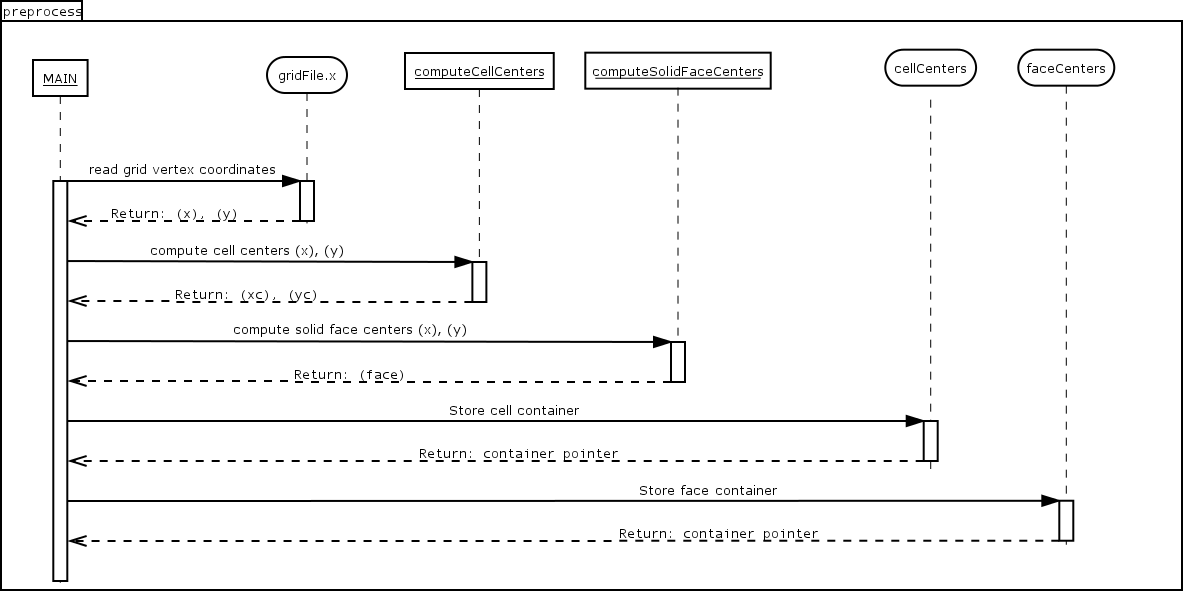 preprocess
MAIN
gridFile.x
computeCellCenters
computeSolidFaceCenters
cellCenters
faceCenters
read grid vertex coordinates
Return: (x), (y)
compute cell centers (x), (y)
Return: (xc), (yc)
compute solid face centers (x), (y)
Return: (face)
Store cell container
Return: container pointer
Store face container
Return: container pointer